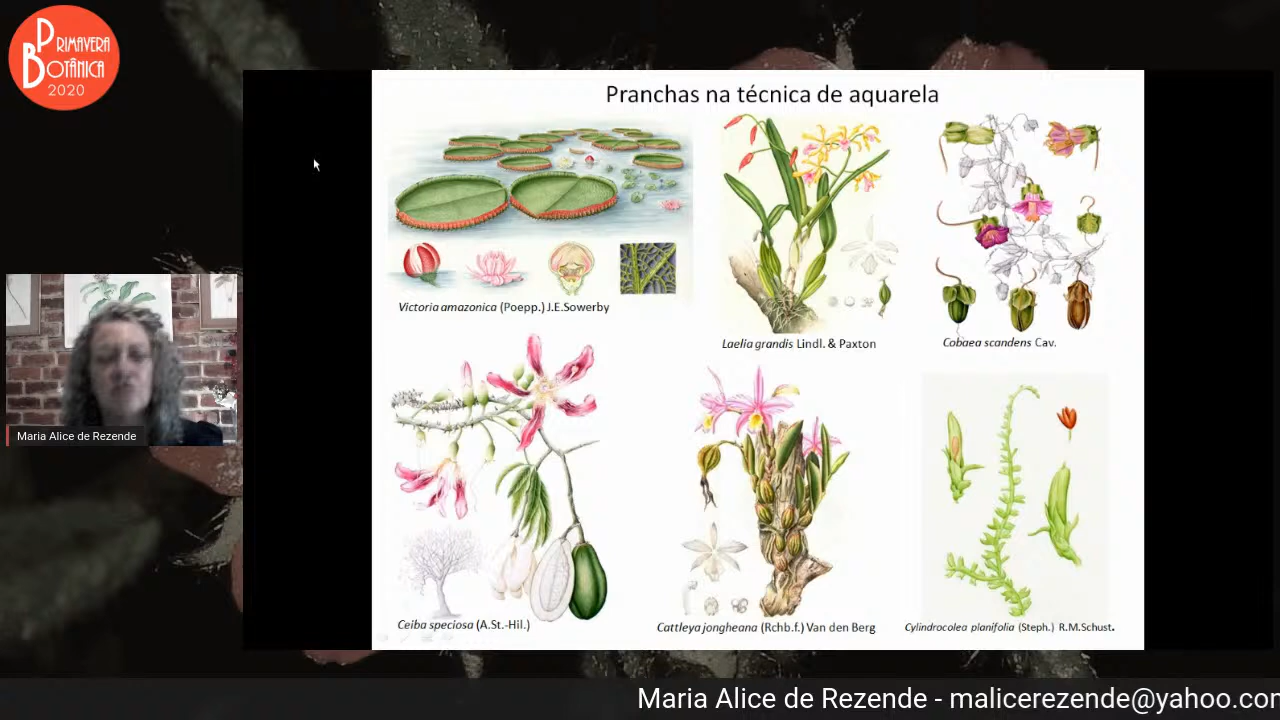 PRIMAVERA
BOTÂNICA
2020
Pranchas na técnica de aquarela
Victoria amazonica (Poepp.) J.E.Sowerby
Laelia grandis Lindl. & Paxton
Cobaea scandens Cav.
Maria Alice de Rezende
Ceiba speciosa (A.St.-Hil.)
Cattleya jongheana (Rchb.f.) Van den Berg
Cylindrocolea planifolia (Steph.) R.M.Schust.
Maria Alice de Rezende - malicerezende@yahoo.cor